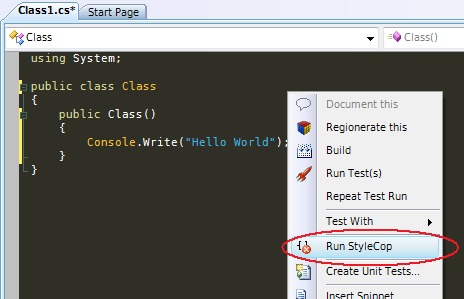 Class1.cs* Start Page
Class Class()
using System;
public class Class
{
public Class()
{
Console.Write("Hello World");
}
}
Document this
Regionerate this
Build
Run Test(s)
Repeat Test Run
Test With
Run StyleCop
Create Unit Tests...
Insert Snippet